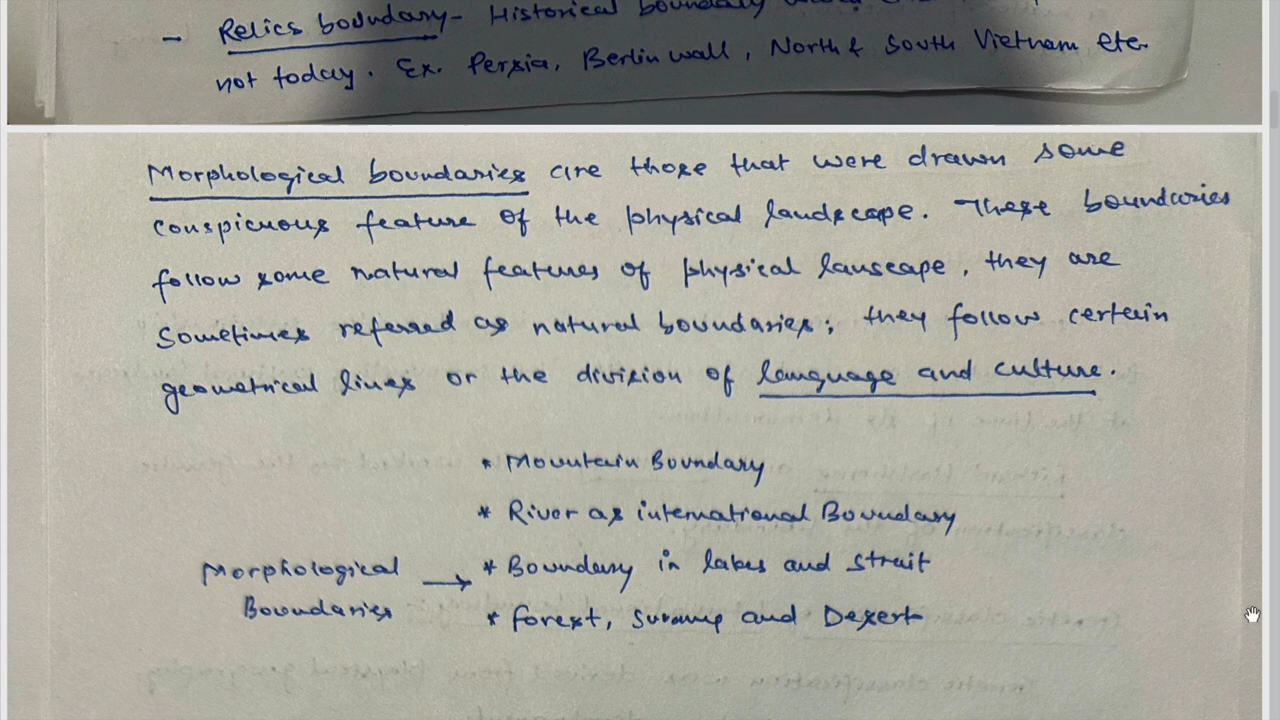 - Relics boundary - Historical boundary
not today. Ex. Persia, Berlin wall, North & South Vietnam etc.
Morphological boundaries are those that were drawn some
conspicuous feature of the physical landscape. These boundaries
follow some natural features of physical lanscape, they are
sometimes referred as natural boundaries; they follow certain
geometrical lines or the division of language and culture.
* Mountain Boundary
* River as international Boundary
Morphological Boundaries → * Boundary in lakes and strait
* forest, swamp and Desert